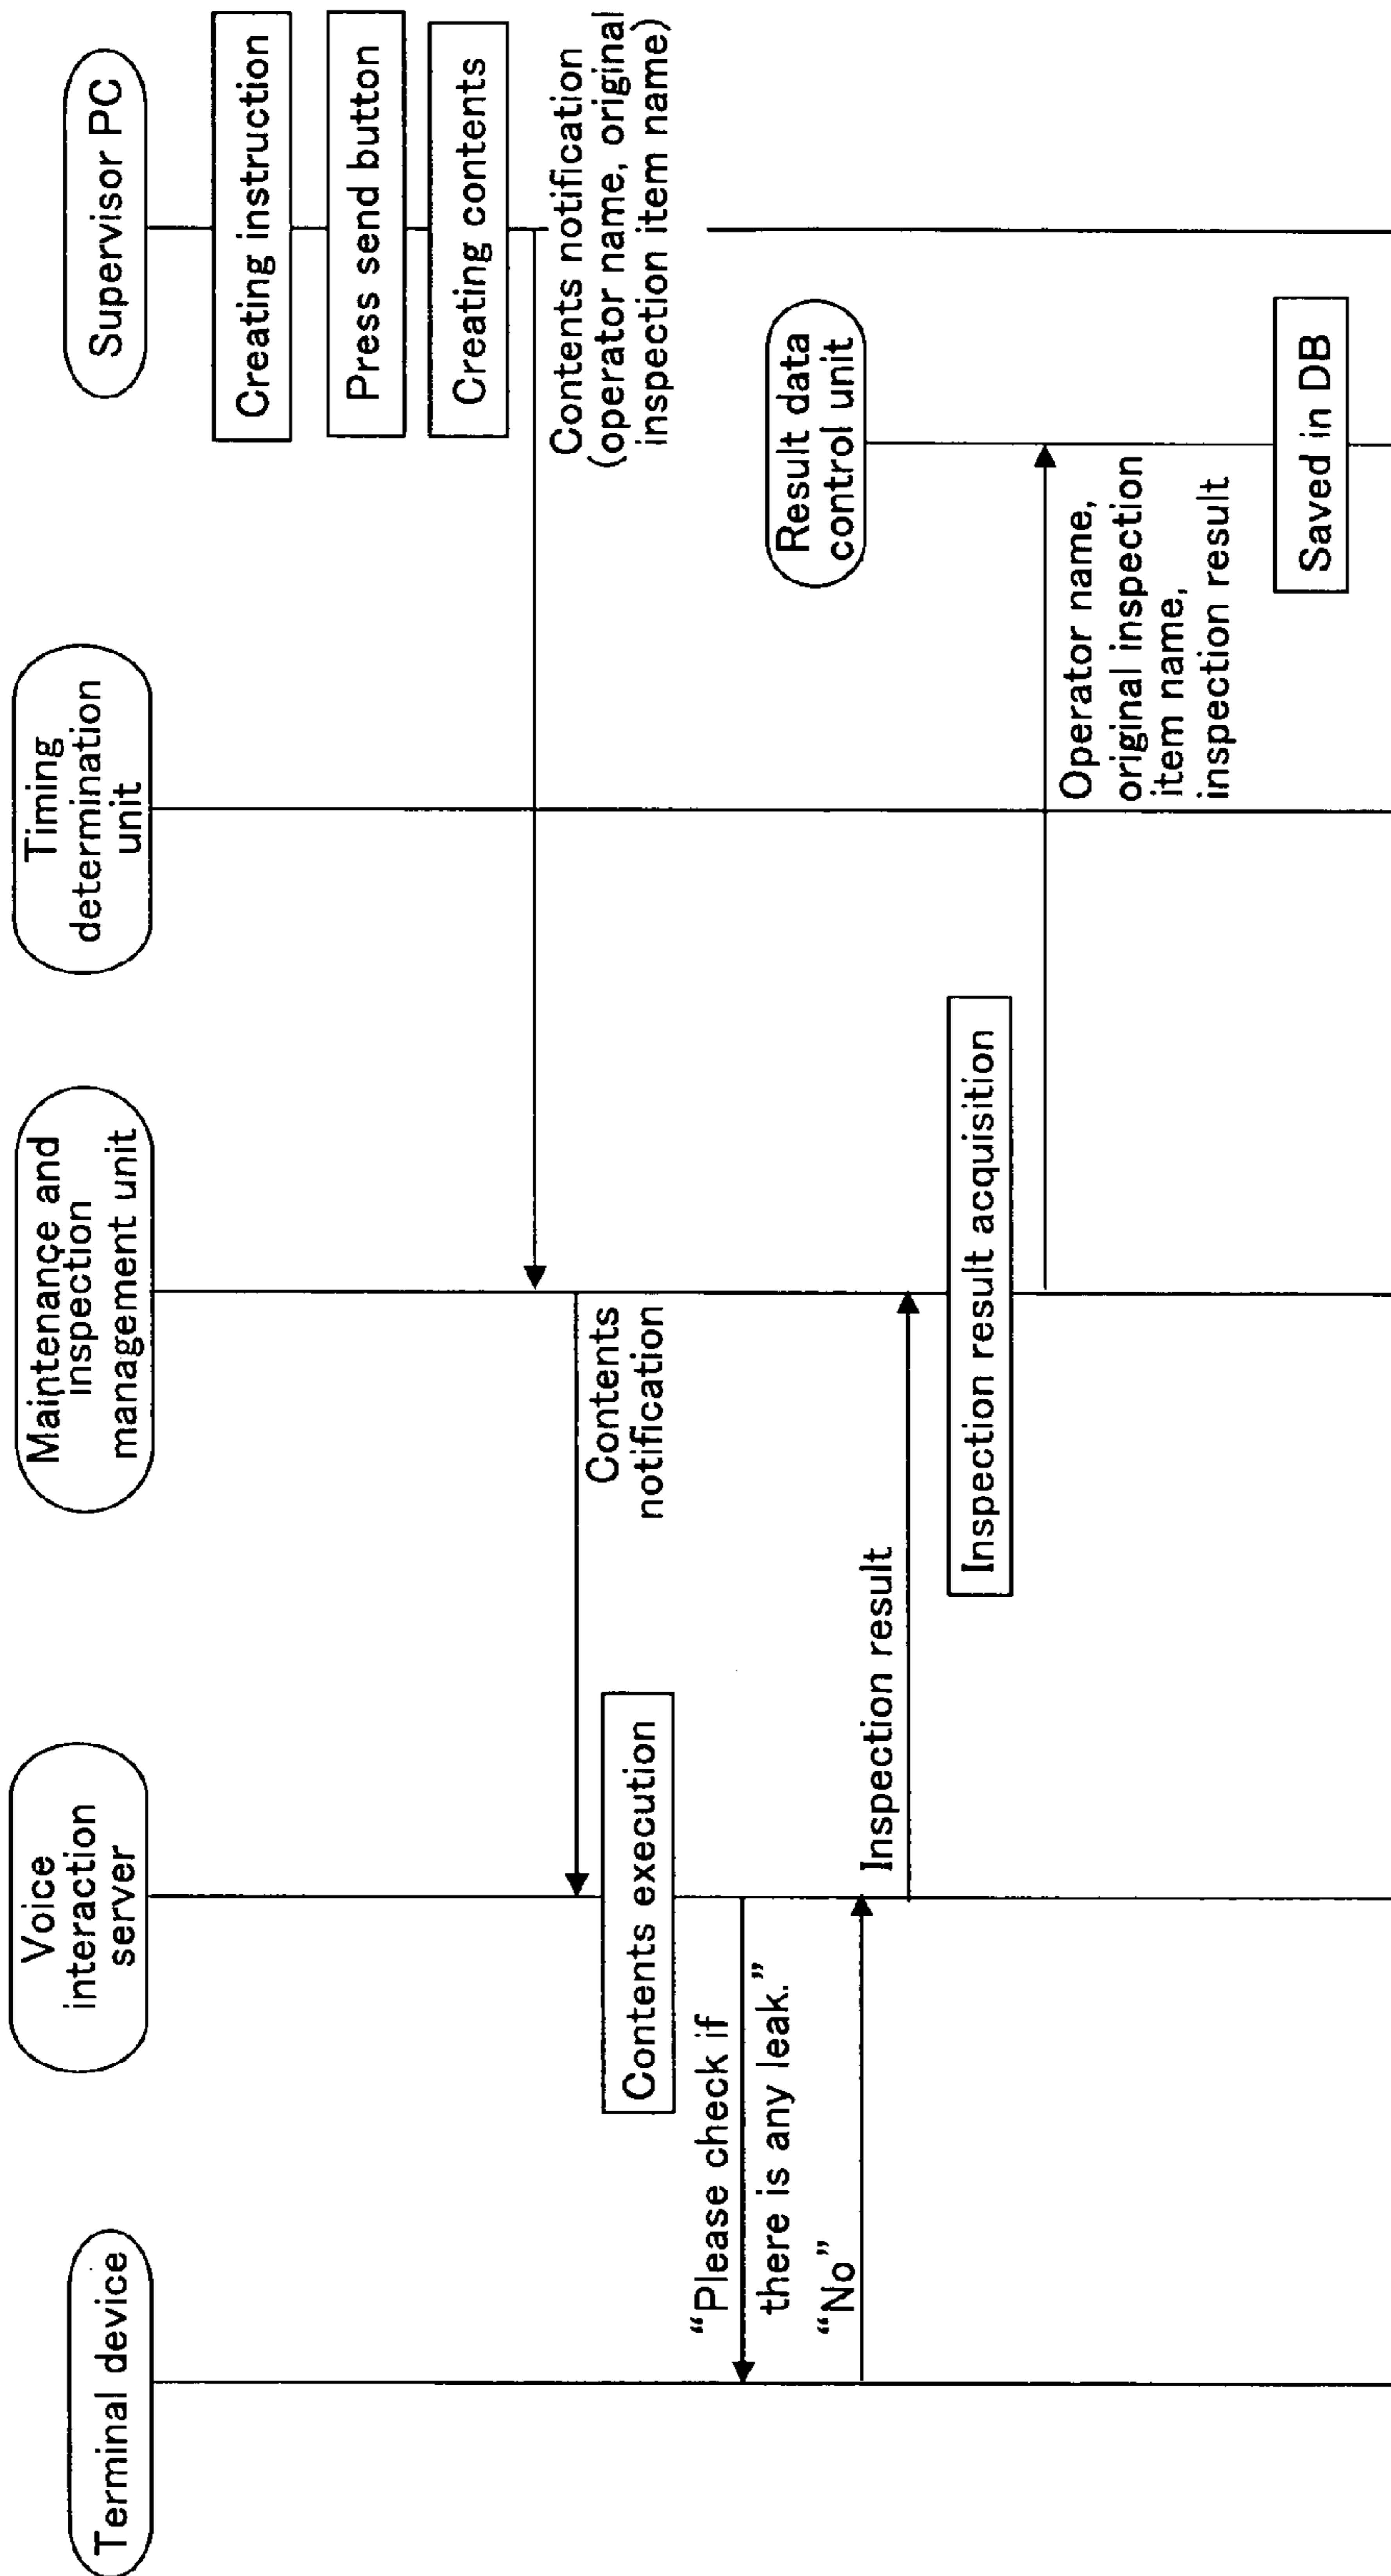 Terminal device
Voice
interaction
server
Maintenance and
inspection
management unit
Timing
determination
unit
Supervisor PC
Creating instruction
Press send button
Creating contents
Contents notification
(operator name, original
inspection item name)
Contents
notification
Contents execution
“Please check if
there is any leak.”
“No”
Inspection result
Inspection result acquisition
Result data
control unit
Operator name,
original inspection
item name,
inspection result
Saved in DB